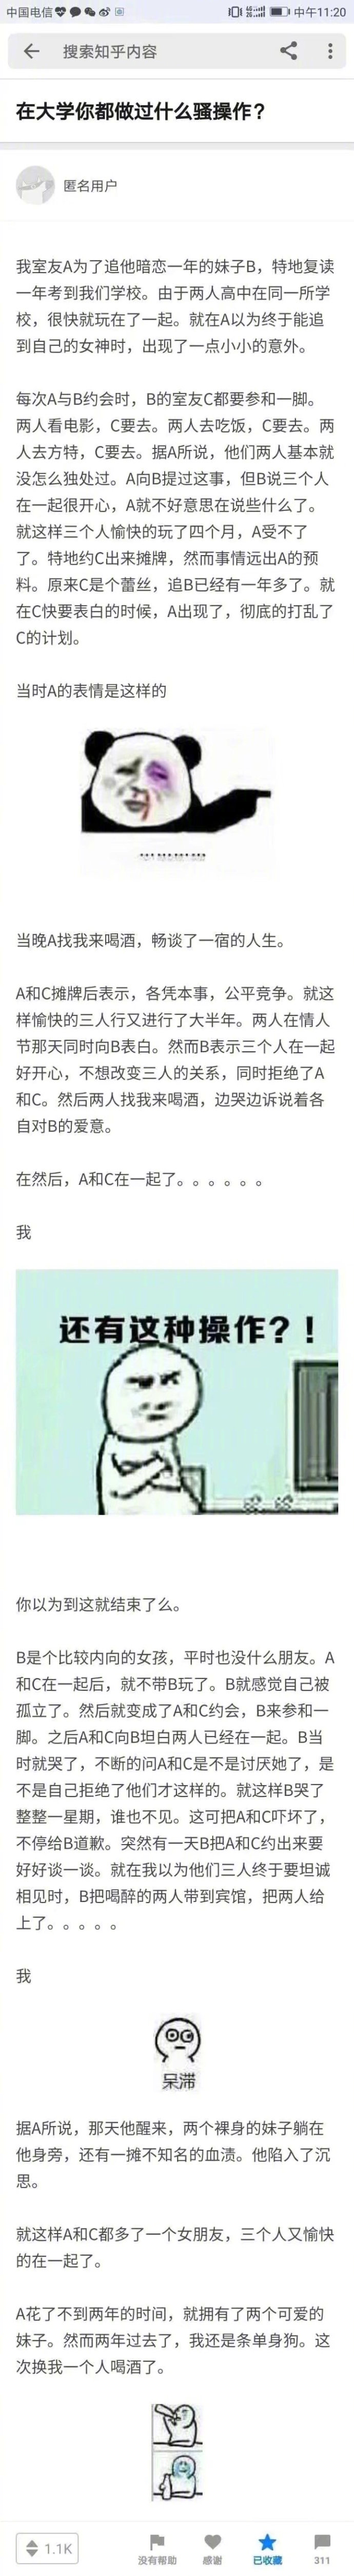 中国电信
中午11:20
搜索知乎内容
在大学你都做过什么骚操作？
匿名用户
我室友A为了追他暗恋一年的妹子B，特地复读
一年考到我们学校。由于两人高中在同一所学
校，很快就玩在了一起。就在A以为终于能追
到自己的女神时，出现了一点小小的意外。
每次A与B约会时，B的室友C都要参和一脚。
两人看电影，C要去。两人去吃饭，C要去。两
人去方特，C要去。据A所说，他们两人基本就
没怎么独处过。A向B提过这事，但B说三个人
在一起很开心，A就不好意思在说些什么了。
就这样三个人愉快的玩了四个月，A受不了
了。特地约C出来摊牌，然而事情远出A的预
料。原来C是个蕾丝，追B已经有一年多了。就
在C快要表白的时候，A出现了，彻底的打乱了
C的计划。
当时A的表情是这样的
当晚A找我来喝酒，畅谈了一宿的人生。
A和C摊牌后表示，各凭本事，公平竞争。就这
样愉快的三人行又进行了大半年。两人在情人
节那天同时向B表白。然而B表示三个人在一起
好开心，不想改变三人的关系，同时拒绝了A
和C。然后两人找我来喝酒，边哭边诉说着各
自对B的爱意。
在然后，A和C在一起了。。。。。。
我
还有这种操作？！
你以为到这就结束了么。
B是个比较内向的女孩，平时也没什么朋友。A
和C在一起后，就不带B玩了。B就感觉自己被
孤立了。然后就变成了A和C约会，B来参和一
脚。之后A和C向B坦白两人已经在一起。B当
时就哭了，不断的问A和C是不是讨厌她了，是
不是自己拒绝了他们才这样的。就这样B哭了
整整一星期，谁也不见。这可把A和C吓坏了，
不停给B道歉。突然有一天B把A和C约出来要
好好谈一谈。就在我以为他们三人终于要坦诚
相见时，B把喝醉的两人带到宾馆，把两人给
上了。。。。。
我
呆滞
据A所说，那天他醒来，两个裸身的妹子躺在
他身旁，还有一摊不知名的血渍。他陷入了沉
思。
就这样A和C都多了一个女朋友，三个人又愉快
的在一起了。
A花了不到两年的时间，就拥有了两个可爱的
妹子。然而两年过去了，我还是条单身狗。这
次换我一个人喝酒了。
1.1K
没有帮助
感谢
已收藏
311